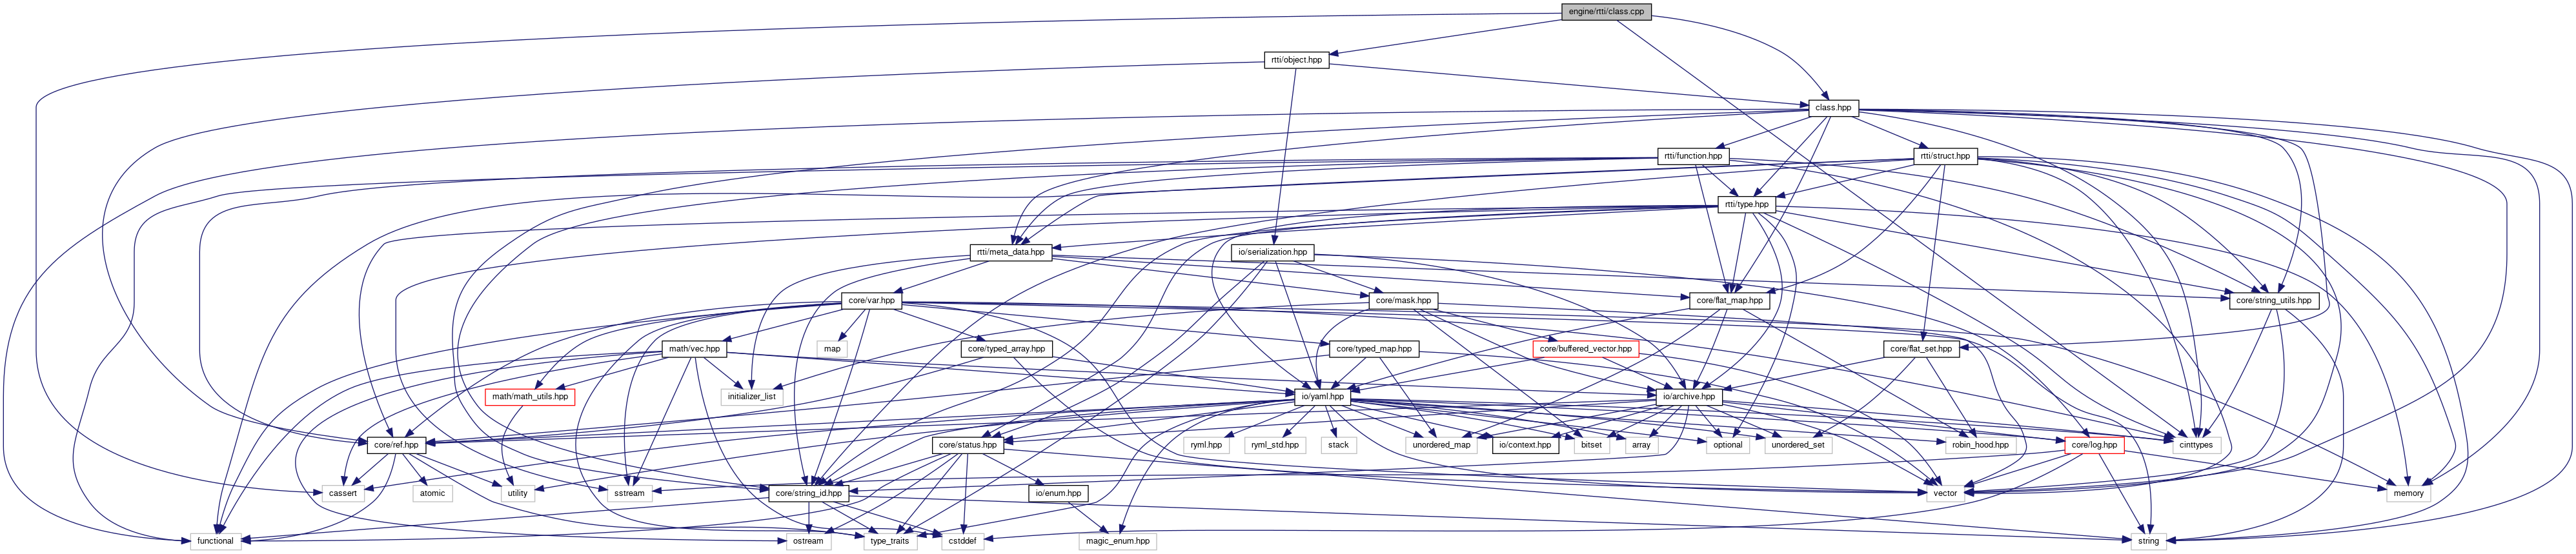 engine/rtti/class.cpp
rtti/object.hpp
class.hpp
rtti/function.hpp
rtti/struct.hpp
rtti/type.hpp
rtti/meta_data.hpp
io/serialization.hpp
core/var.hpp
core/mask.hpp
core/flat_map.hpp
core/string_utils.hpp
math/vec.hpp
map
core/typed_array.hpp
core/typed_map.hpp
core/buffered_vector.hpp
core/flat_set.hpp
math/math_utils.hpp
initializer_list
io/yaml.hpp
io/archive.hpp
core/ref.hpp
core/status.hpp
ryml.hpp
ryml_std.hpp
stack
unordered_map
io/context.hpp
bitset
array
optional
unordered_set
robin_hood.hpp
core/log.hpp
cinttypes
cassert
atomic
utility
sstream
core/string_id.hpp
io/enum.hpp
vector
memory
functional
ostream
type_traits
cstddef
magic_enum.hpp
string